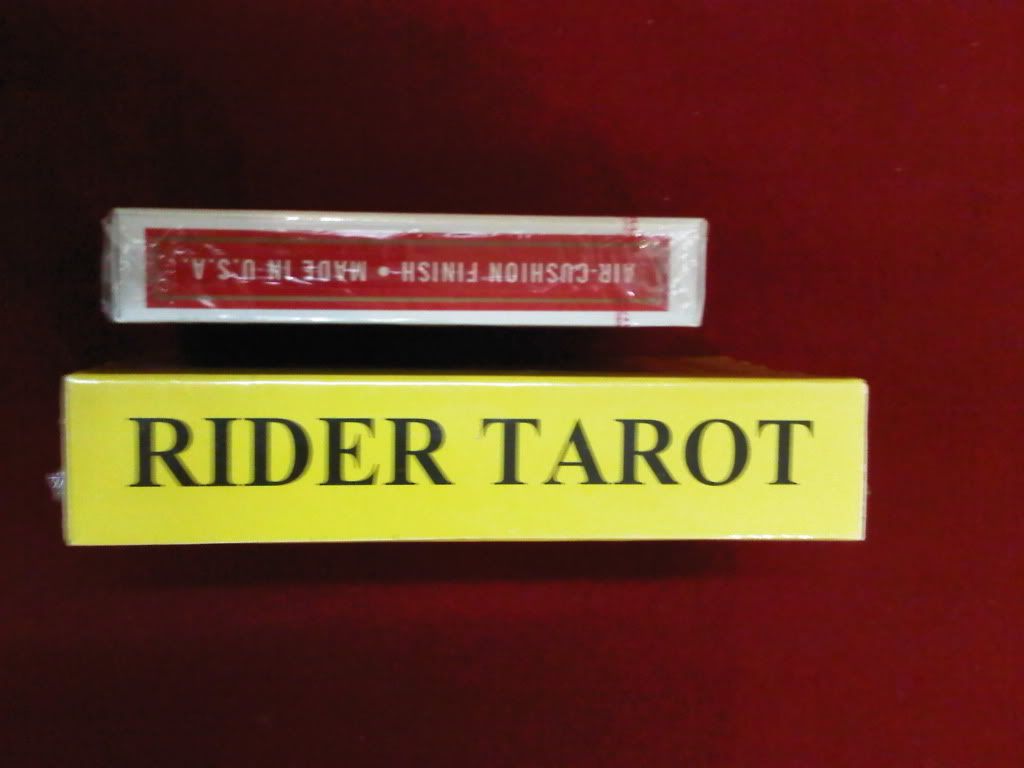 AIR-CUSHION FINISH • MADE IN U.S.A.
RIDER TAROT